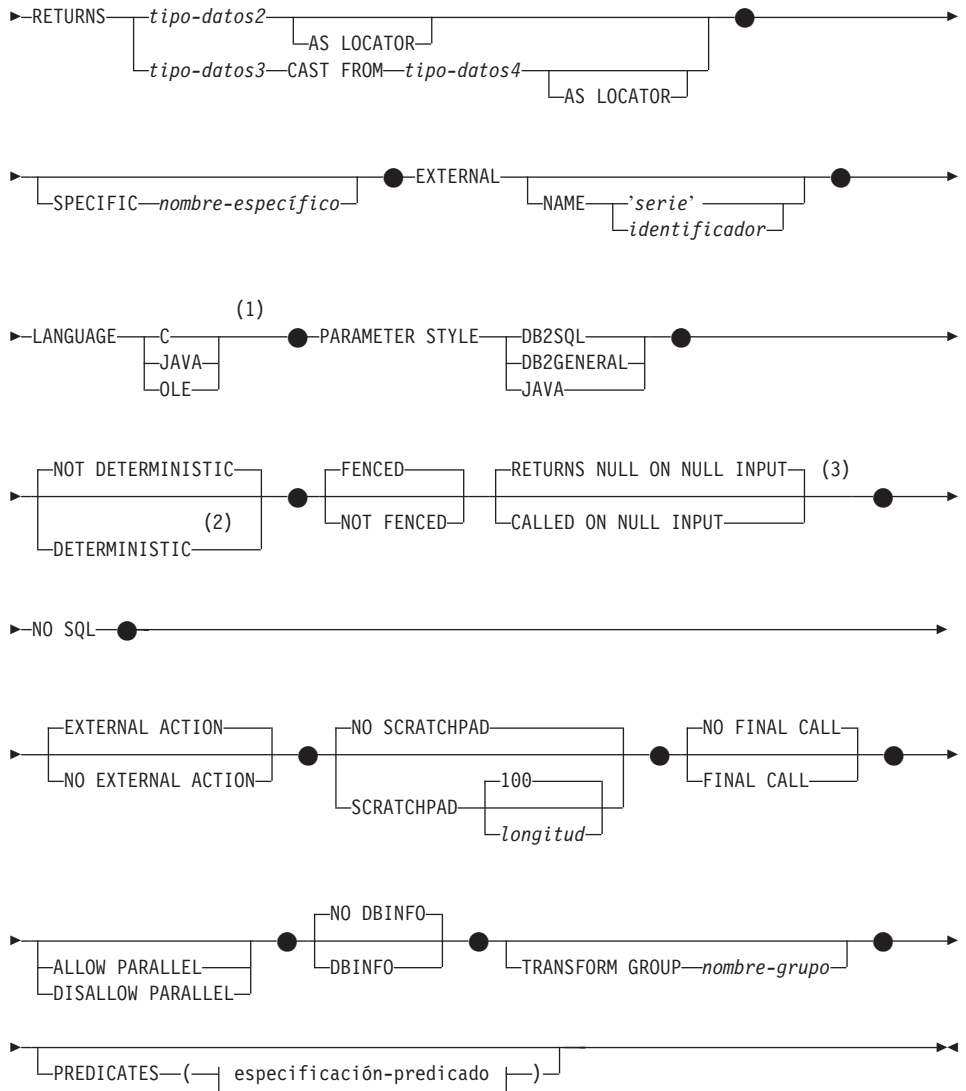 RETURNS tipo-datos2
AS LOCATOR
tipo-datos3 CAST FROM tipo-datos4
AS LOCATOR
SPECIFIC nombre-específico EXTERNAL NAME 'serie'
identificador
(1)
LANGUAGE C PARAMETER STYLE DB2SQL
JAVA DB2GENERAL
OLE JAVA
NOT DETERMINISTIC FENCED RETURNS NULL ON NULL INPUT (3)
(2) NOT FENCED CALLED ON NULL INPUT
DETERMINISTIC
NO SQL
EXTERNAL ACTION NO SCRATCHPAD NO FINAL CALL
NO EXTERNAL ACTION 100 FINAL CALL
SCRATCHPAD
longitud
NO DBINFO
ALLOW PARALLEL DBINFO TRANSFORM GROUP nombre-grupo
DISALLOW PARALLEL
PREDICATES ( especificación-predicado )